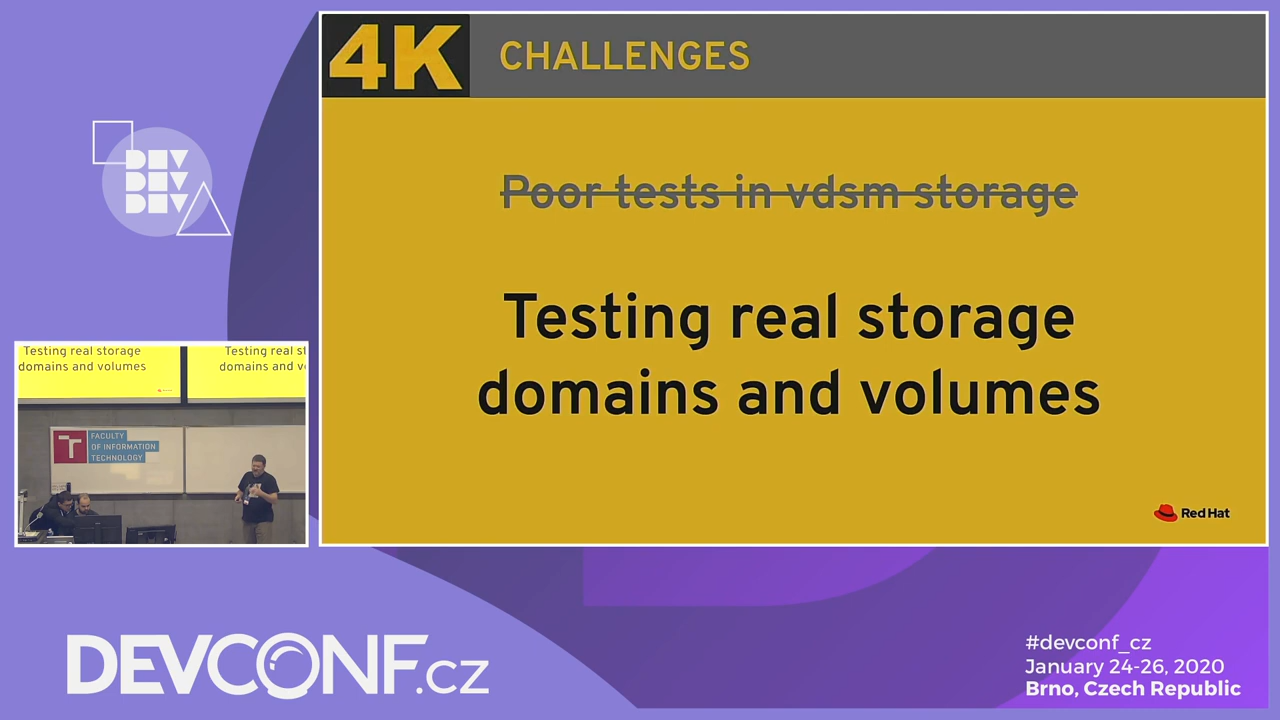 4K CHALLENGES
Poor tests in vdsm storage
Testing real storage
domains and volumes
Red Hat
DEV
DEV
DEV
Testing real storage
domains and volumes
Testing real st
domains and vo
T
FACULTY
OF INFORMATION
TECHNOLOGY
DEVCONF.cz
#devconf_cz
January 24-26, 2020
Brno, Czech Republic